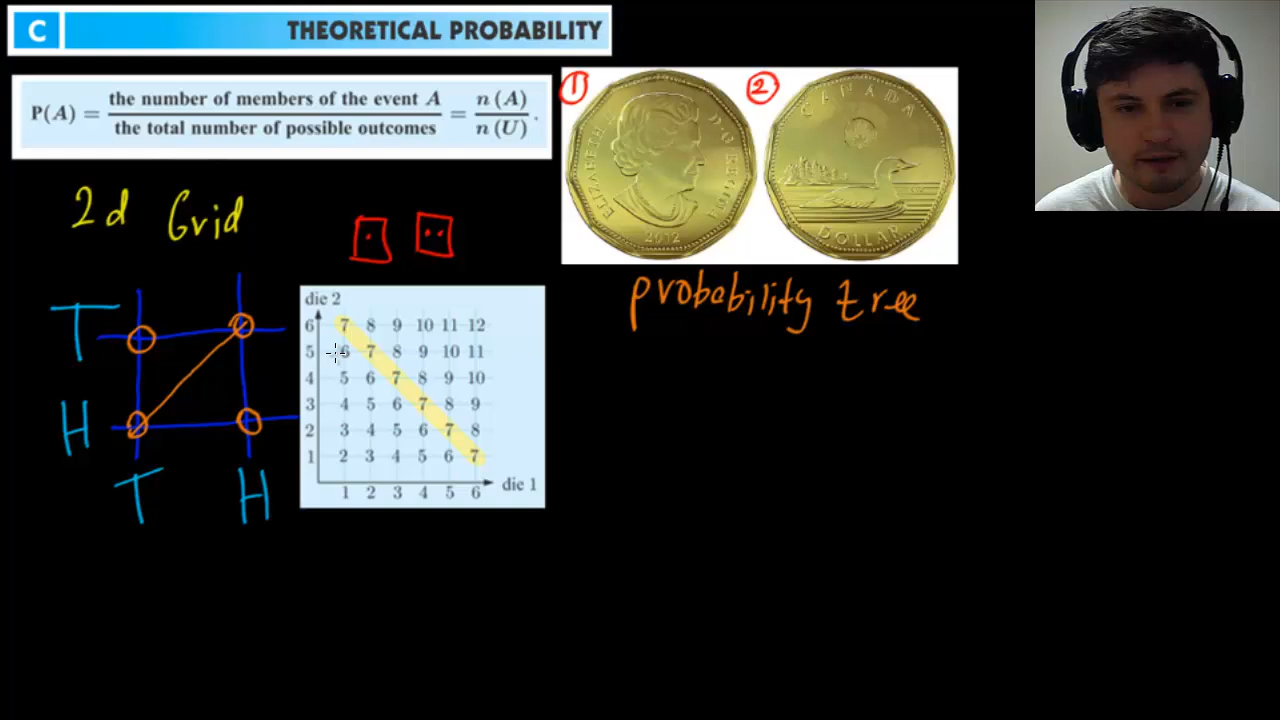 C THEORETICAL PROBABILITY
P(A) = the number of members of the event A / the total number of possible outcomes = n (A) / n (U) .
① ②
ELIZABETH II D·G·REGINA
2012
CANADA
DOLLAR
2d Grid
probability tree
T
H
T H
die 2
6 7 8 9 10 11 12
5 6 7 8 9 10 11
4 5 6 7 8 9 10
3 4 5 6 7 8 9
2 3 4 5 6 7 8
1 2 3 4 5 6 7
1 2 3 4 5 6 die 1